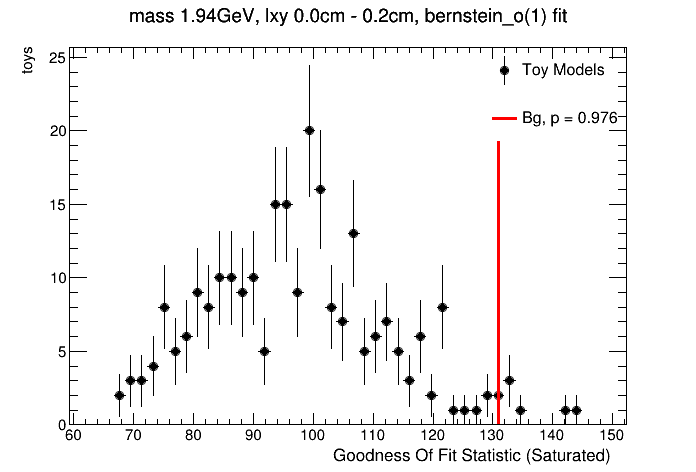 mass 1.94GeV, lxy 0.0cm - 0.2cm, bernstein_o(1) fit
toys
25
20
15
10
5
0
Toy Models
Bg, p = 0.976
60 70 80 90 100 110 120 130 140 150
Goodness Of Fit Statistic (Saturated)